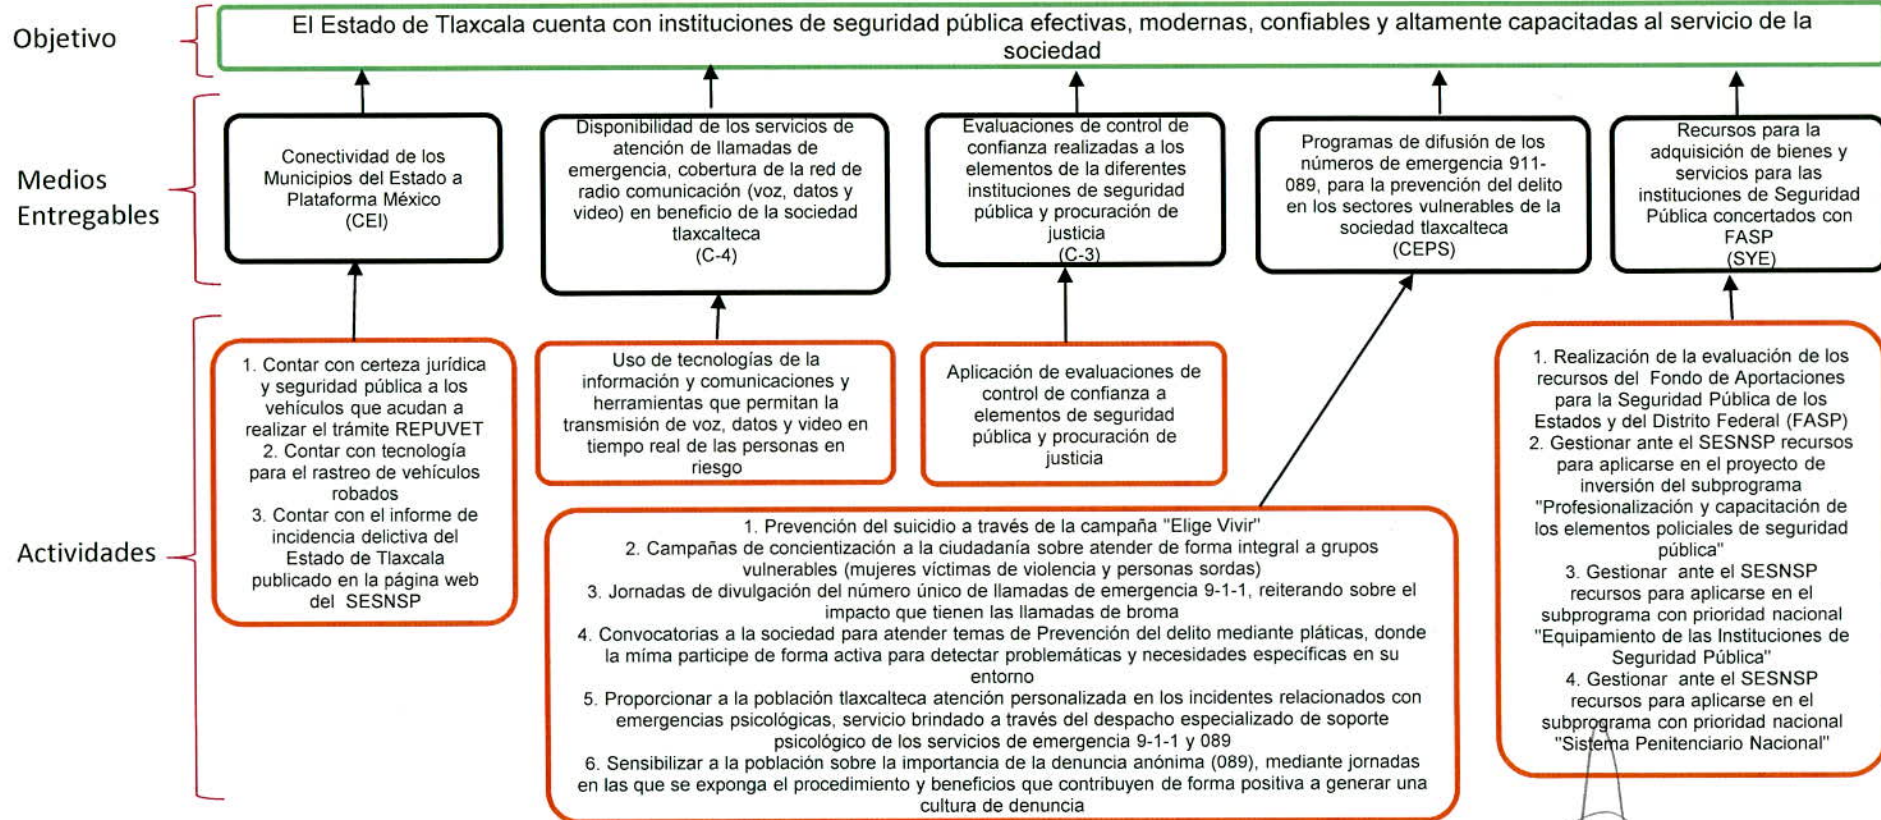 Objetivo
El Estado de Tlaxcala cuenta con instituciones de seguridad pública efectivas, modernas, confiables y altamente capacitadas al servicio de la
sociedad
Medios
Entregables
Conectividad de los
Municipios del Estado a
Plataforma México
(CEI)
Disponibilidad de los servicios de
atención de llamadas de
emergencia, cobertura de la red de
radio comunicación (voz, datos y
video) en beneficio de la sociedad
tlaxcalteca
(C-4)
Evaluaciones de control de
confianza realizadas a los
elementos de la diferentes
instituciones de seguridad
pública y procuración de
justicia
(C-3)
Programas de difusión de los
números de emergencia 911-
089, para la prevención del delito
en los sectores vulnerables de la
sociedad tlaxcalteca
(CEPS)
Recursos para la
adquisición de bienes y
servicios para las
instituciones de Seguridad
Pública concertados con
FASP
(SYE)
Actividades
1. Contar con certeza jurídica
y seguridad pública a los
vehículos que acudan a
realizar el trámite REPUVET
2. Contar con tecnología
para el rastreo de vehículos
robados
3. Contar con el informe de
incidencia delictiva del
Estado de Tlaxcala
publicado en la página web
del SESNSP
Uso de tecnologías de la
información y comunicaciones y
herramientas que permitan la
transmisión de voz, datos y video en
tiempo real de las personas en
riesgo
Aplicación de evaluaciones de
control de confianza a
elementos de seguridad
pública y procuración de
justicia
1. Prevención del suicidio a través de la campaña "Elige Vivir"
2. Campañas de concientización a la ciudadanía sobre atender de forma integral a grupos
vulnerables (mujeres víctimas de violencia y personas sordas)
3. Jornadas de divulgación del número único de llamadas de emergencia 9-1-1, reiterando sobre el
impacto que tienen las llamadas de broma
4. Convocatorias a la sociedad para atender temas de Prevención del delito mediante pláticas, donde
la míma participe de forma activa para detectar problemáticas y necesidades específicas en su
entorno
5. Proporcionar a la población tlaxcalteca atención personalizada en los incidentes relacionados con
emergencias psicológicas, servicio brindado a través del despacho especializado de soporte
psicológico de los servicios de emergencia 9-1-1 y 089
6. Sensibilizar a la población sobre la importancia de la denuncia anónima (089), mediante jornadas
en las que se exponga el procedimiento y beneficios que contribuyen de forma positiva a generar una
cultura de denuncia
1. Realización de la evaluación de los
recursos del Fondo de Aportaciones
para la Seguridad Pública de los
Estados y del Distrito Federal (FASP)
2. Gestionar ante el SESNSP recursos
para aplicarse en el proyecto de
inversión del subprograma
"Profesionalización y capacitación de
los elementos policiales de seguridad
pública"
3. Gestionar ante el SESNSP
recursos para aplicarse en el
subprograma con prioridad nacional
"Equipamiento de las Instituciones de
Seguridad Pública"
4. Gestionar ante el SESNSP
recursos para aplicarse en el
subprograma con prioridad nacional
"Sistema Penitenciario Nacional"